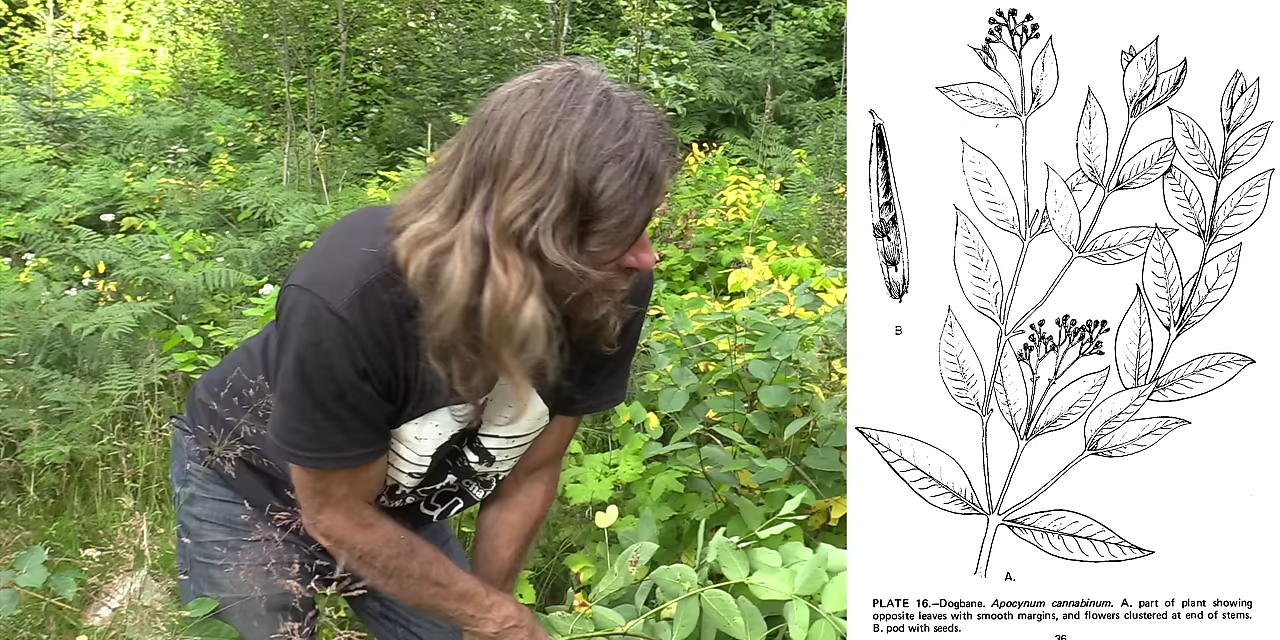 B
A.
PLATE 16.—Dogbane. Apocynum cannabinum. A. part of plant showing
opposite leaves with smooth margins, and flowers clustered at end of stems.
B. pod with seeds.
36